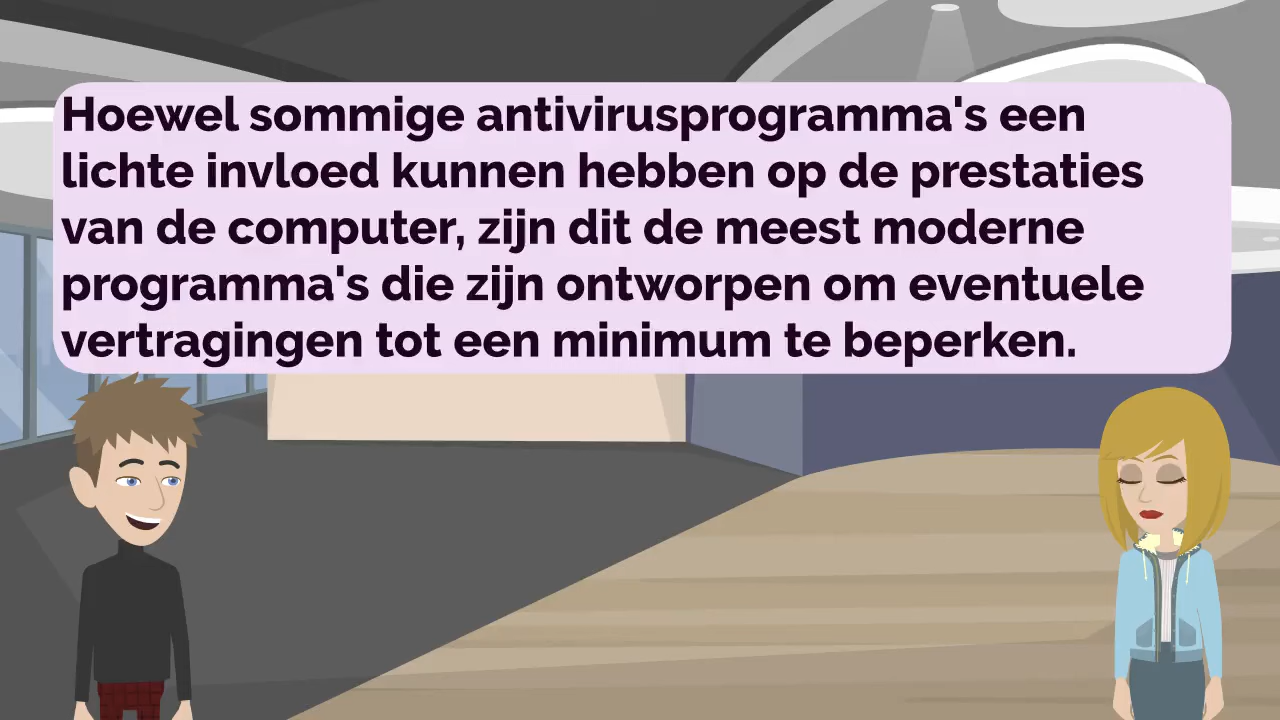 Hoewel sommige antivirusprogramma's een
lichte invloed kunnen hebben op de prestaties
van de computer, zijn dit de meest moderne
programma's die zijn ontworpen om eventuele
vertragingen tot een minimum te beperken.